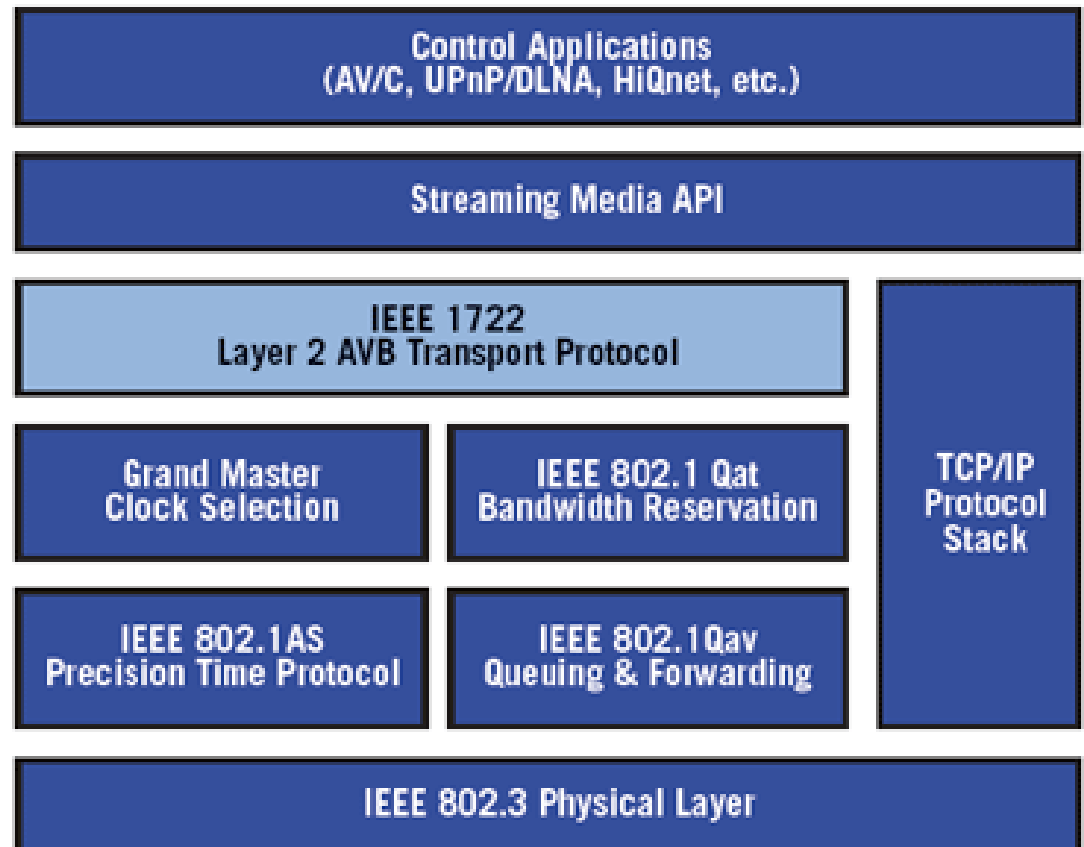 Control Applications
(AV/C, UPnP/DLNA, HiQnet, etc.)
Streaming Media API
IEEE 1722
Layer 2 AVB Transport Protocol
Grand Master
Clock Selection
IEEE 802.1 Qat
Bandwidth Reservation
TCP/IP
Protocol
Stack
IEEE 802.1AS
Precision Time Protocol
IEEE 802.1Qav
Queuing & Forwarding
IEEE 802.3 Physical Layer